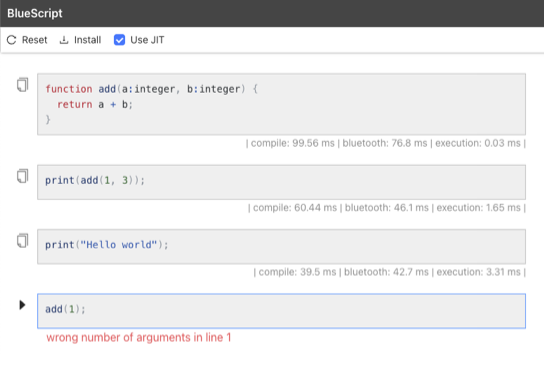 BlueScript
Reset Install Use JIT
function add(a:integer, b:integer) {
return a + b;
}
| compile: 99.56 ms | bluetooth: 76.8 ms | execution: 0.03 ms |
print(add(1, 3));
| compile: 60.44 ms | bluetooth: 46.1 ms | execution: 1.65 ms |
print("Hello world");
| compile: 39.5 ms | bluetooth: 42.7 ms | execution: 3.31 ms |
add(1);
wrong number of arguments in line 1